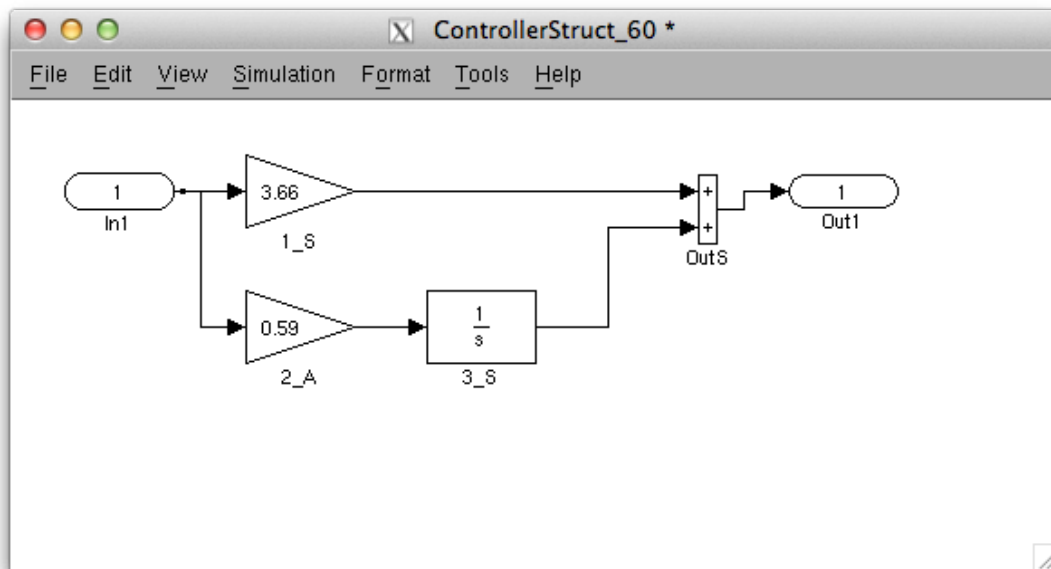 ControllerStruct_60 *
File Edit View Simulation Format Tools Help
1
In1
3.66
1_S
+
+
OutS
1
Out1
0.59
2_A
1
s
3_S